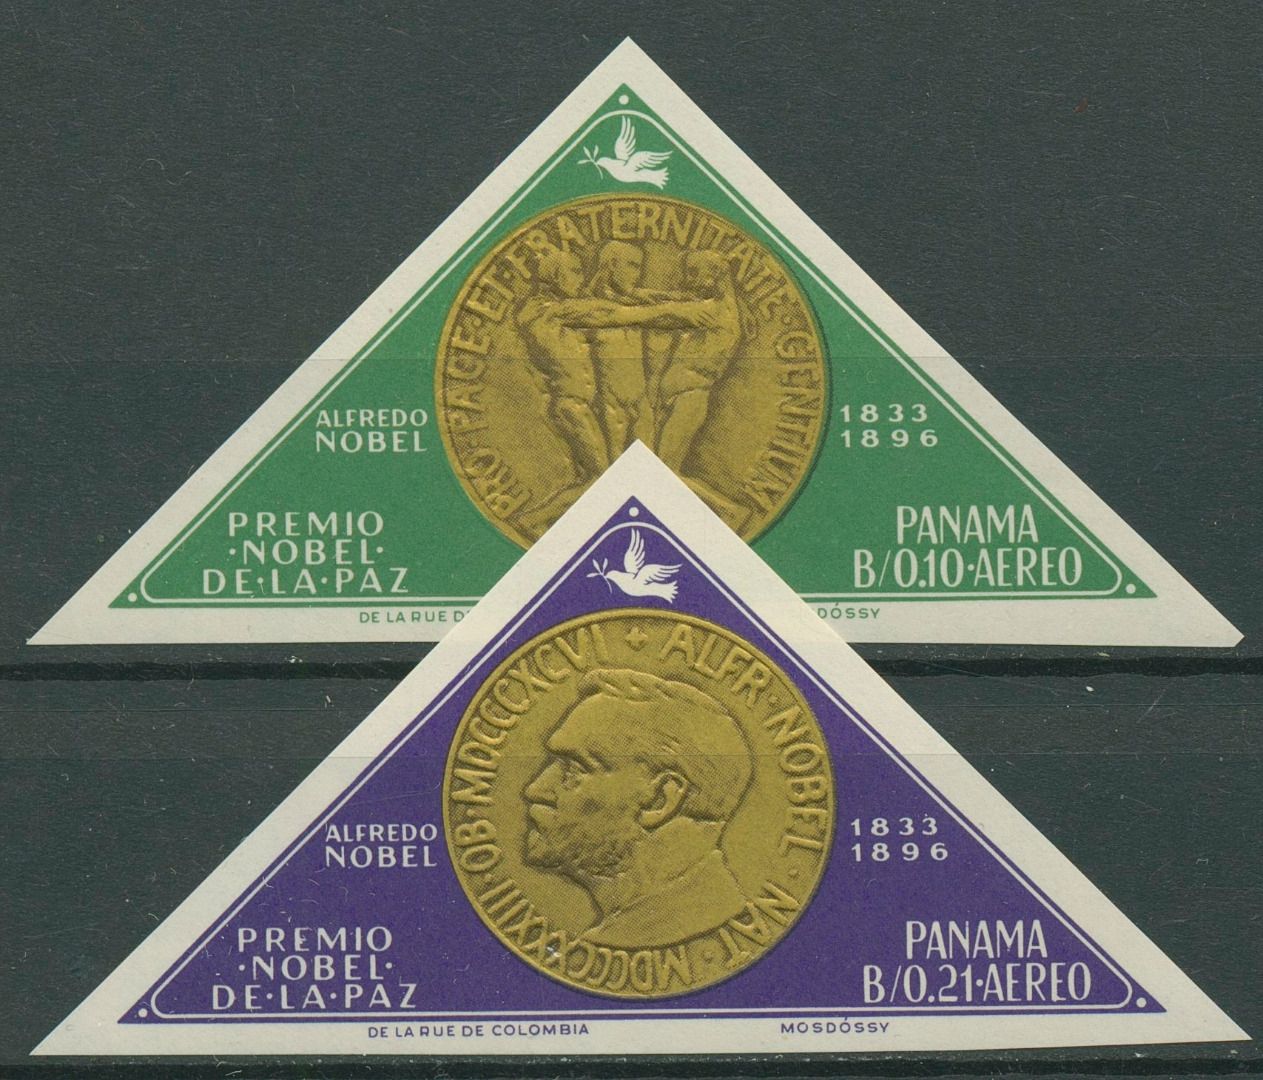 PRO·PACE·ET·FRATERNITATE·GENTIUM
ALFREDO
NOBEL
1833
1896
PREMIO
·NOBEL·
DE·LA·PAZ
PANAMA
B/0.10·AEREO
DE LA RUE D
DÓSSY
ALFR·NOBEL·NAT·MDCCCXXXIII·OB·MDCCCXCVI
ALFREDO
NOBEL
1833
1896
PREMIO
·NOBEL·
DE·LA·PAZ
PANAMA
B/0.21·AEREO
DE LA RUE DE COLOMBIA
MOSDÓSSY